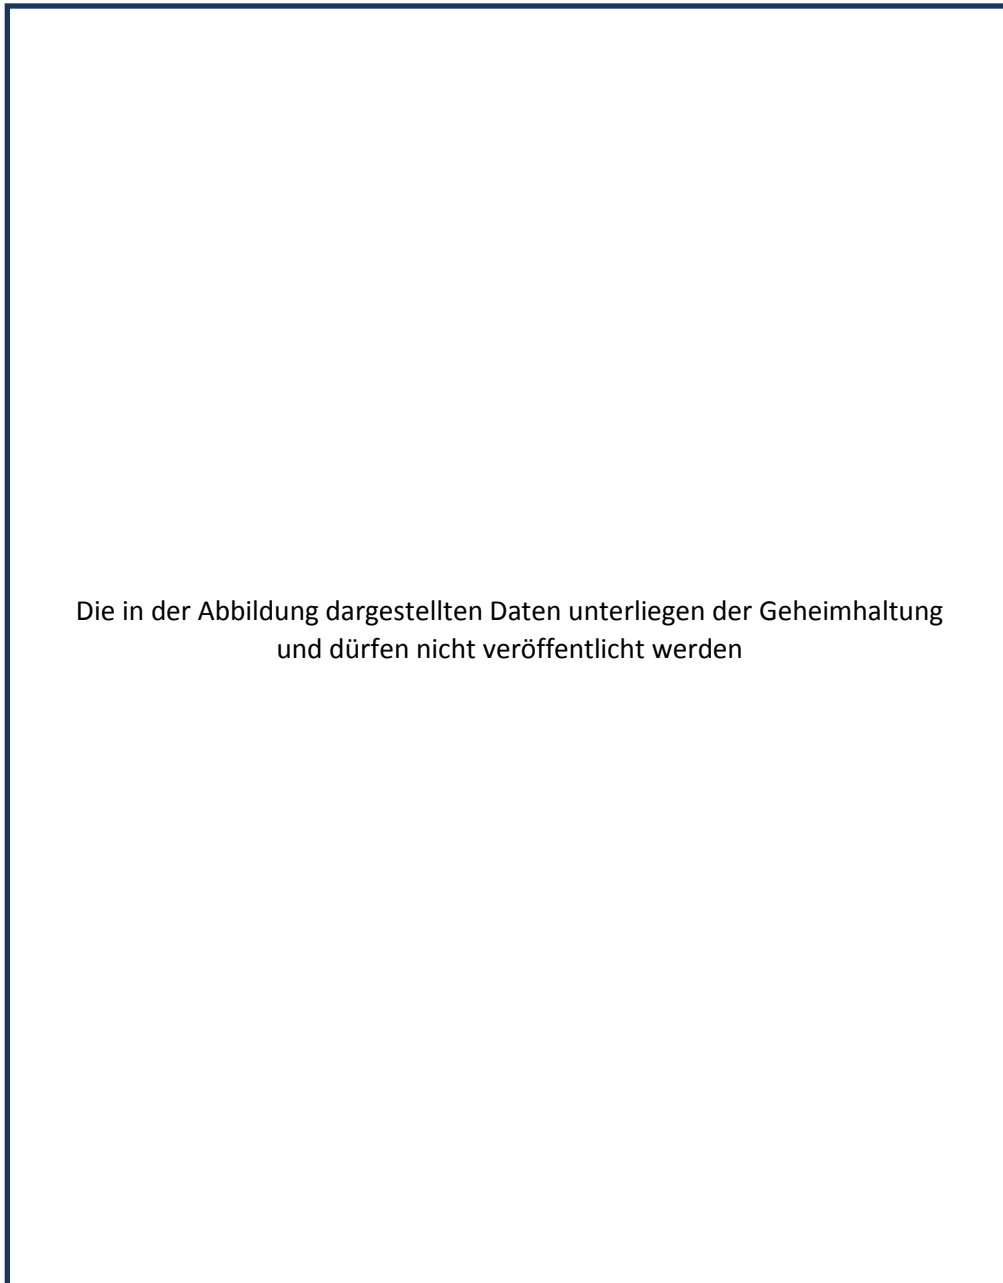 Die in der Abbildung dargestellten Daten unterliegen der Geheimhaltung
und dürfen nicht veröffentlicht werden